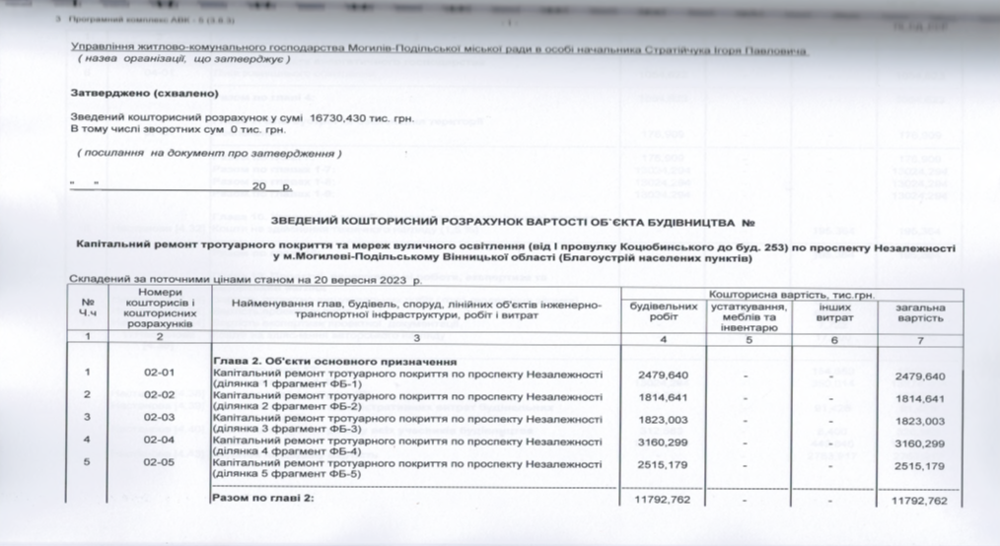 3 Програмний комплекс АВК - 5 (3.8.3)
- 1 -
Управління житлово-комунального господарства Могилів-Подільської міської ради в особі начальника Стратійчука Ігоря Павловича
( назва організації, що затверджує )
Затверджено (схвалено)
Зведений кошторисний розрахунок у сумі 16730,430 тис. грн.
В тому числі зворотних сум 0 тис. грн.
( посилання на документ про затвердження )
" " 20 р.
ЗВЕДЕНИЙ КОШТОРИСНИЙ РОЗРАХУНОК ВАРТОСТІ ОБ`ЄКТА БУДІВНИЦТВА №
Капітальний ремонт тротуарного покриття та мереж вуличного освітлення (від І провулку Коцюбинського до буд. 253) по проспекту Незалежності
у м.Могилеві-Подільському Вінницької області (Благоустрій населених пунктів)
Складений за поточними цінами станом на 20 вересня 2023 р.
№ Ч.ч Номери кошторисів і кошторисних розрахунків Найменування глав, будівель, споруд, лінійних об'єктів інженерно-транспортної інфраструктури, робіт і витрат Кошторисна вартість, тис.грн.
будівельних робіт устаткування, меблів та інвентарю інших витрат загальна вартість
1 2 3 4 5 6 7
Глава 2. Об'єкти основного призначення
1 02-01 Капітальний ремонт тротуарного покриття по проспекту Незалежності 2479,640 - - 2479,640
(ділянка 1 фрагмент ФБ-1)
2 02-02 Капітальний ремонт тротуарного покриття по проспекту Незалежності 1814,641 - - 1814,641
(ділянка 2 фрагмент ФБ-2)
3 02-03 Капітальний ремонт тротуарного покриття по проспекту Незалежності 1823,003 - - 1823,003
(ділянка 3 фрагмент ФБ-3)
4 02-04 Капітальний ремонт тротуарного покриття по проспекту Незалежності 3160,299 - - 3160,299
(ділянка 4 фрагмент ФБ-4)
5 02-05 Капітальний ремонт тротуарного покриття по проспекту Незалежності 2515,179 - - 2515,179
(ділянка 5 фрагмент ФБ-5)
Разом по главі 2: 11792,762 - - 11792,762